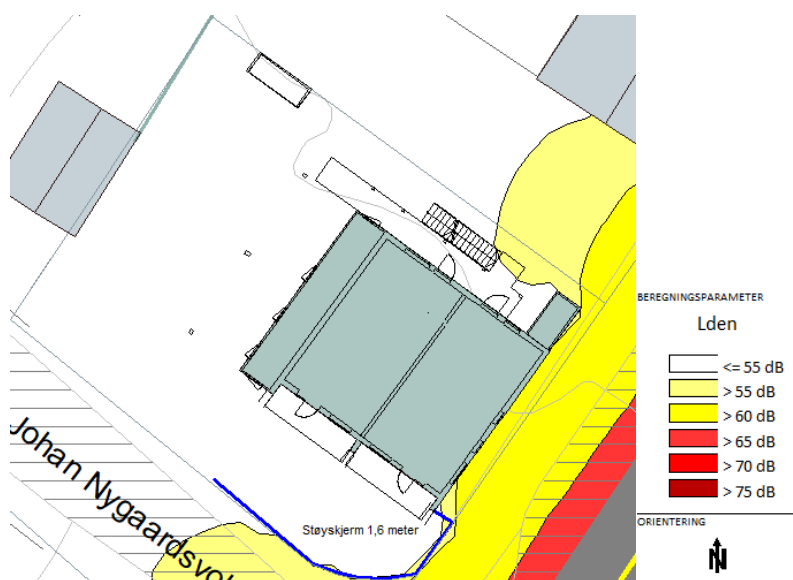 BEREGNINGSPARAMETER
Lden
<= 55 dB
> 55 dB
> 60 dB
> 65 dB
> 70 dB
> 75 dB
ORIENTERING
N
Johan Nygaardsvol
Støyskjerm 1,6 meter